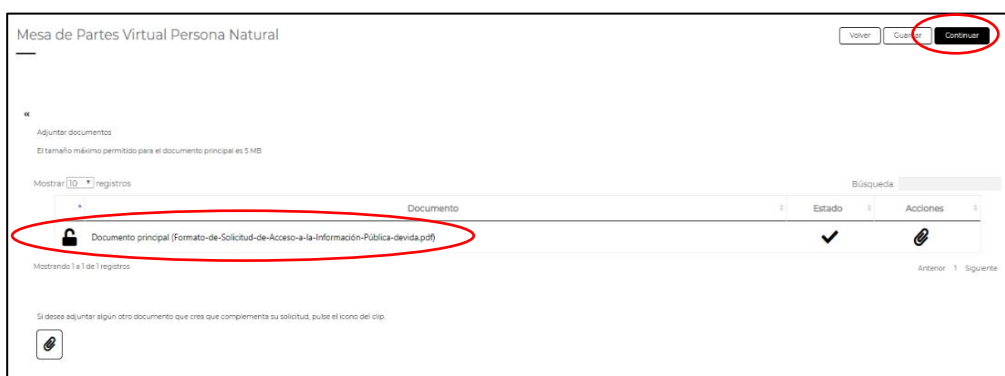 Mesa de Partes Virtual Persona Natural
Volver Guardar Continuar
«
Adjuntar documentos
El tamaño máximo permitido para el documento principal es 5 MB
Mostrar 10 registros Búsqueda:
Documento Estado Acciones
Documento principal (Formato-de-Solicitud-de-Acceso-a-la-Información-Pública-devida.pdf)
Mostrando 1 a 1 de 1 registros Anterior 1 Siguiente
Si desea adjuntar algún otro documento que crea que complementa su solicitud, pulse el icono del clip.